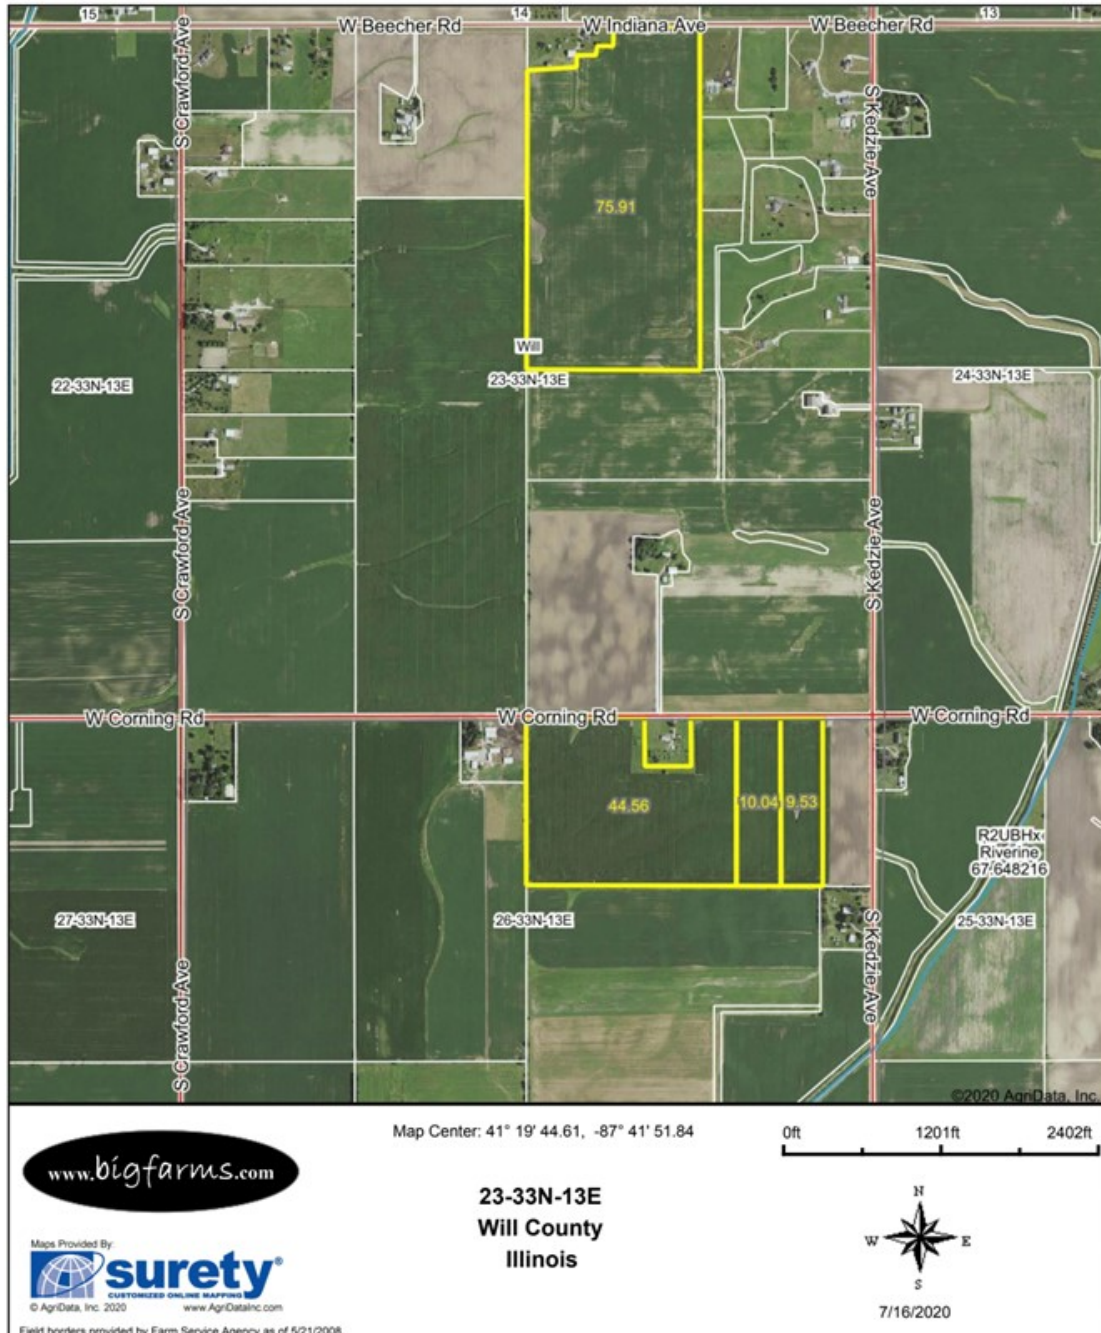 15
14
13
W Beecher Rd
W Indiana Ave
W Beecher Rd
S Crawford Ave
S Kedzie Ave
75.91
Will
22-33N-13E
23-33N-13E
24-33N-13E
S Crawford Ave
S Kedzie Ave
W Corning Rd
W Corning Rd
W Corning Rd
44.56
10.04
9.53
R2UBHx
Riverine
67.648216
27-33N-13E
26-33N-13E
25-33N-13E
S Crawford Ave
S Kedzie Ave
©2020 AgriData, Inc.
Map Center: 41° 19' 44.61, -87° 41' 51.84
0ft 1201ft 2402ft
www.bigfarms.com
23-33N-13E
Will County
Illinois
N
W E
S
7/16/2020
Maps Provided By:
surety®
CUSTOMIZED ONLINE MAPPING
© AgriData, Inc. 2020 www.AgriDataInc.com
Field borders provided by Farm Service Agency as of 5/21/2008.